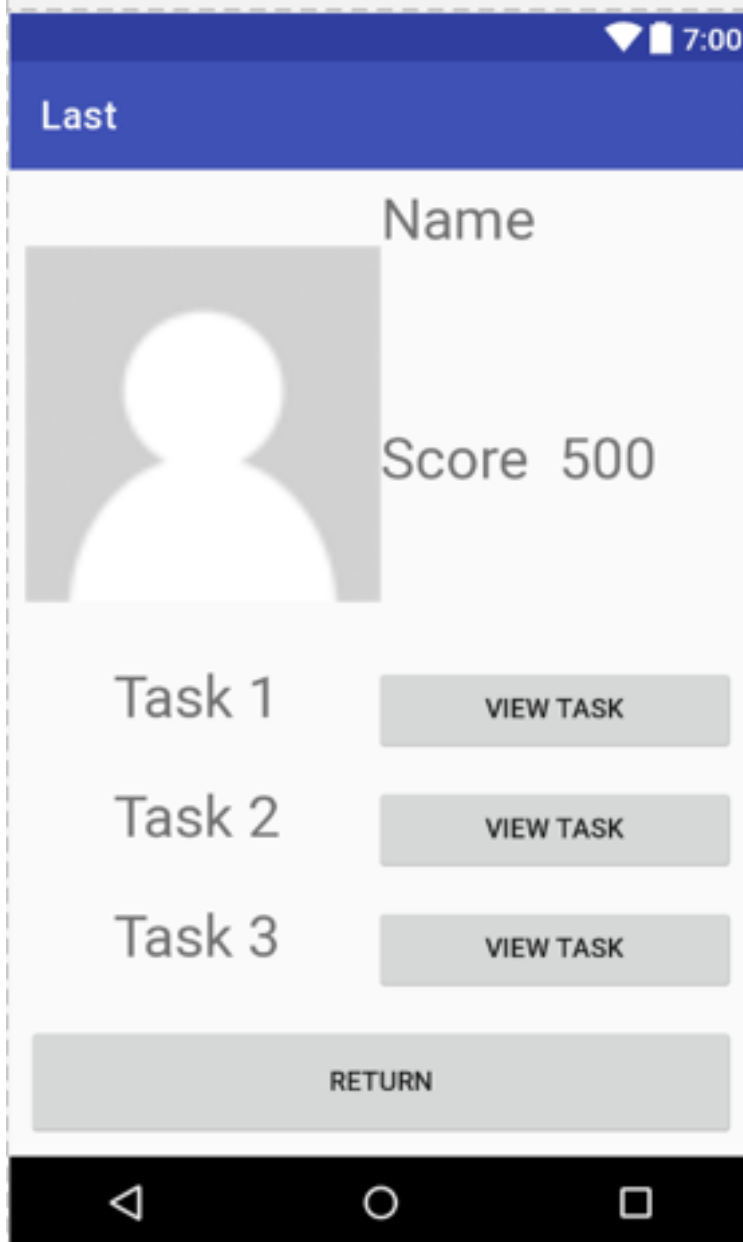 7:00
Last
Name
Score 500
Task 1 VIEW TASK
Task 2 VIEW TASK
Task 3 VIEW TASK
RETURN